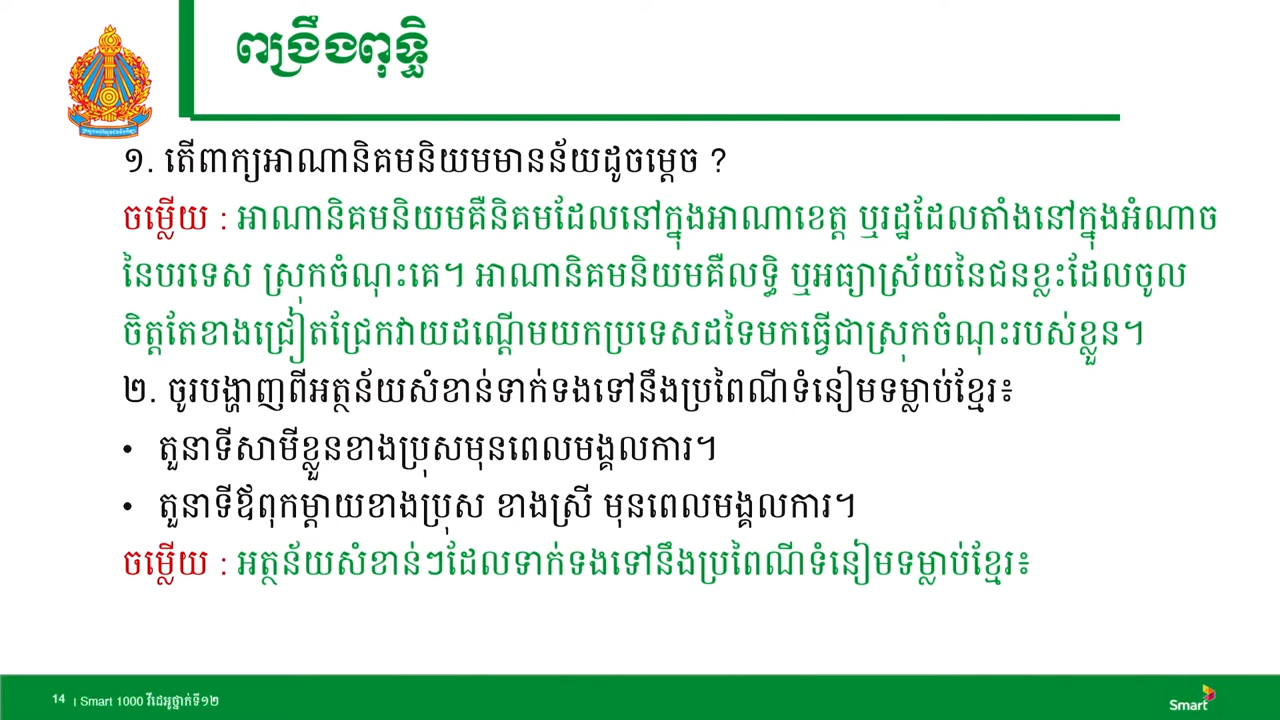 ពង្រឹងពុទ្ធិ
១. តើពាក្យអាណានិគមនិយមមានន័យដូចម្តេច ?
ចម្លើយ : អាណានិគមនិយមគឺនិគមដែលនៅក្នុងអាណាខេត្ត ឬរដ្ឋដែលតាំងនៅក្នុងអំណាច
នៃបរទេស ស្រុកចំណុះគេ។ អាណានិគមនិយមគឺលទ្ធិ ឬអធ្យាស្រ័យនៃជនខ្លះដែលចូល
ចិត្តតែខាងជ្រៀតជ្រែកវាយដណ្តើមយកប្រទេសដទៃមកធ្វើជាស្រុកចំណុះរបស់ខ្លួន។
២. ចូរបង្ហាញពីអត្ថន័យសំខាន់ទាក់ទងទៅនឹងប្រពៃណីទំនៀមទម្លាប់ខ្មែរ៖
• តួនាទីសាមីខ្លួនខាងប្រុសមុនពេលមង្គលការ។
• តួនាទីឪពុកម្តាយខាងប្រុស ខាងស្រី មុនពេលមង្គលការ។
ចម្លើយ : អត្ថន័យសំខាន់ៗដែលទាក់ទងទៅនឹងប្រពៃណីទំនៀមទម្លាប់ខ្មែរ៖
14 | Smart 1000 វីដេអូថ្នាក់ទី១២
Smart